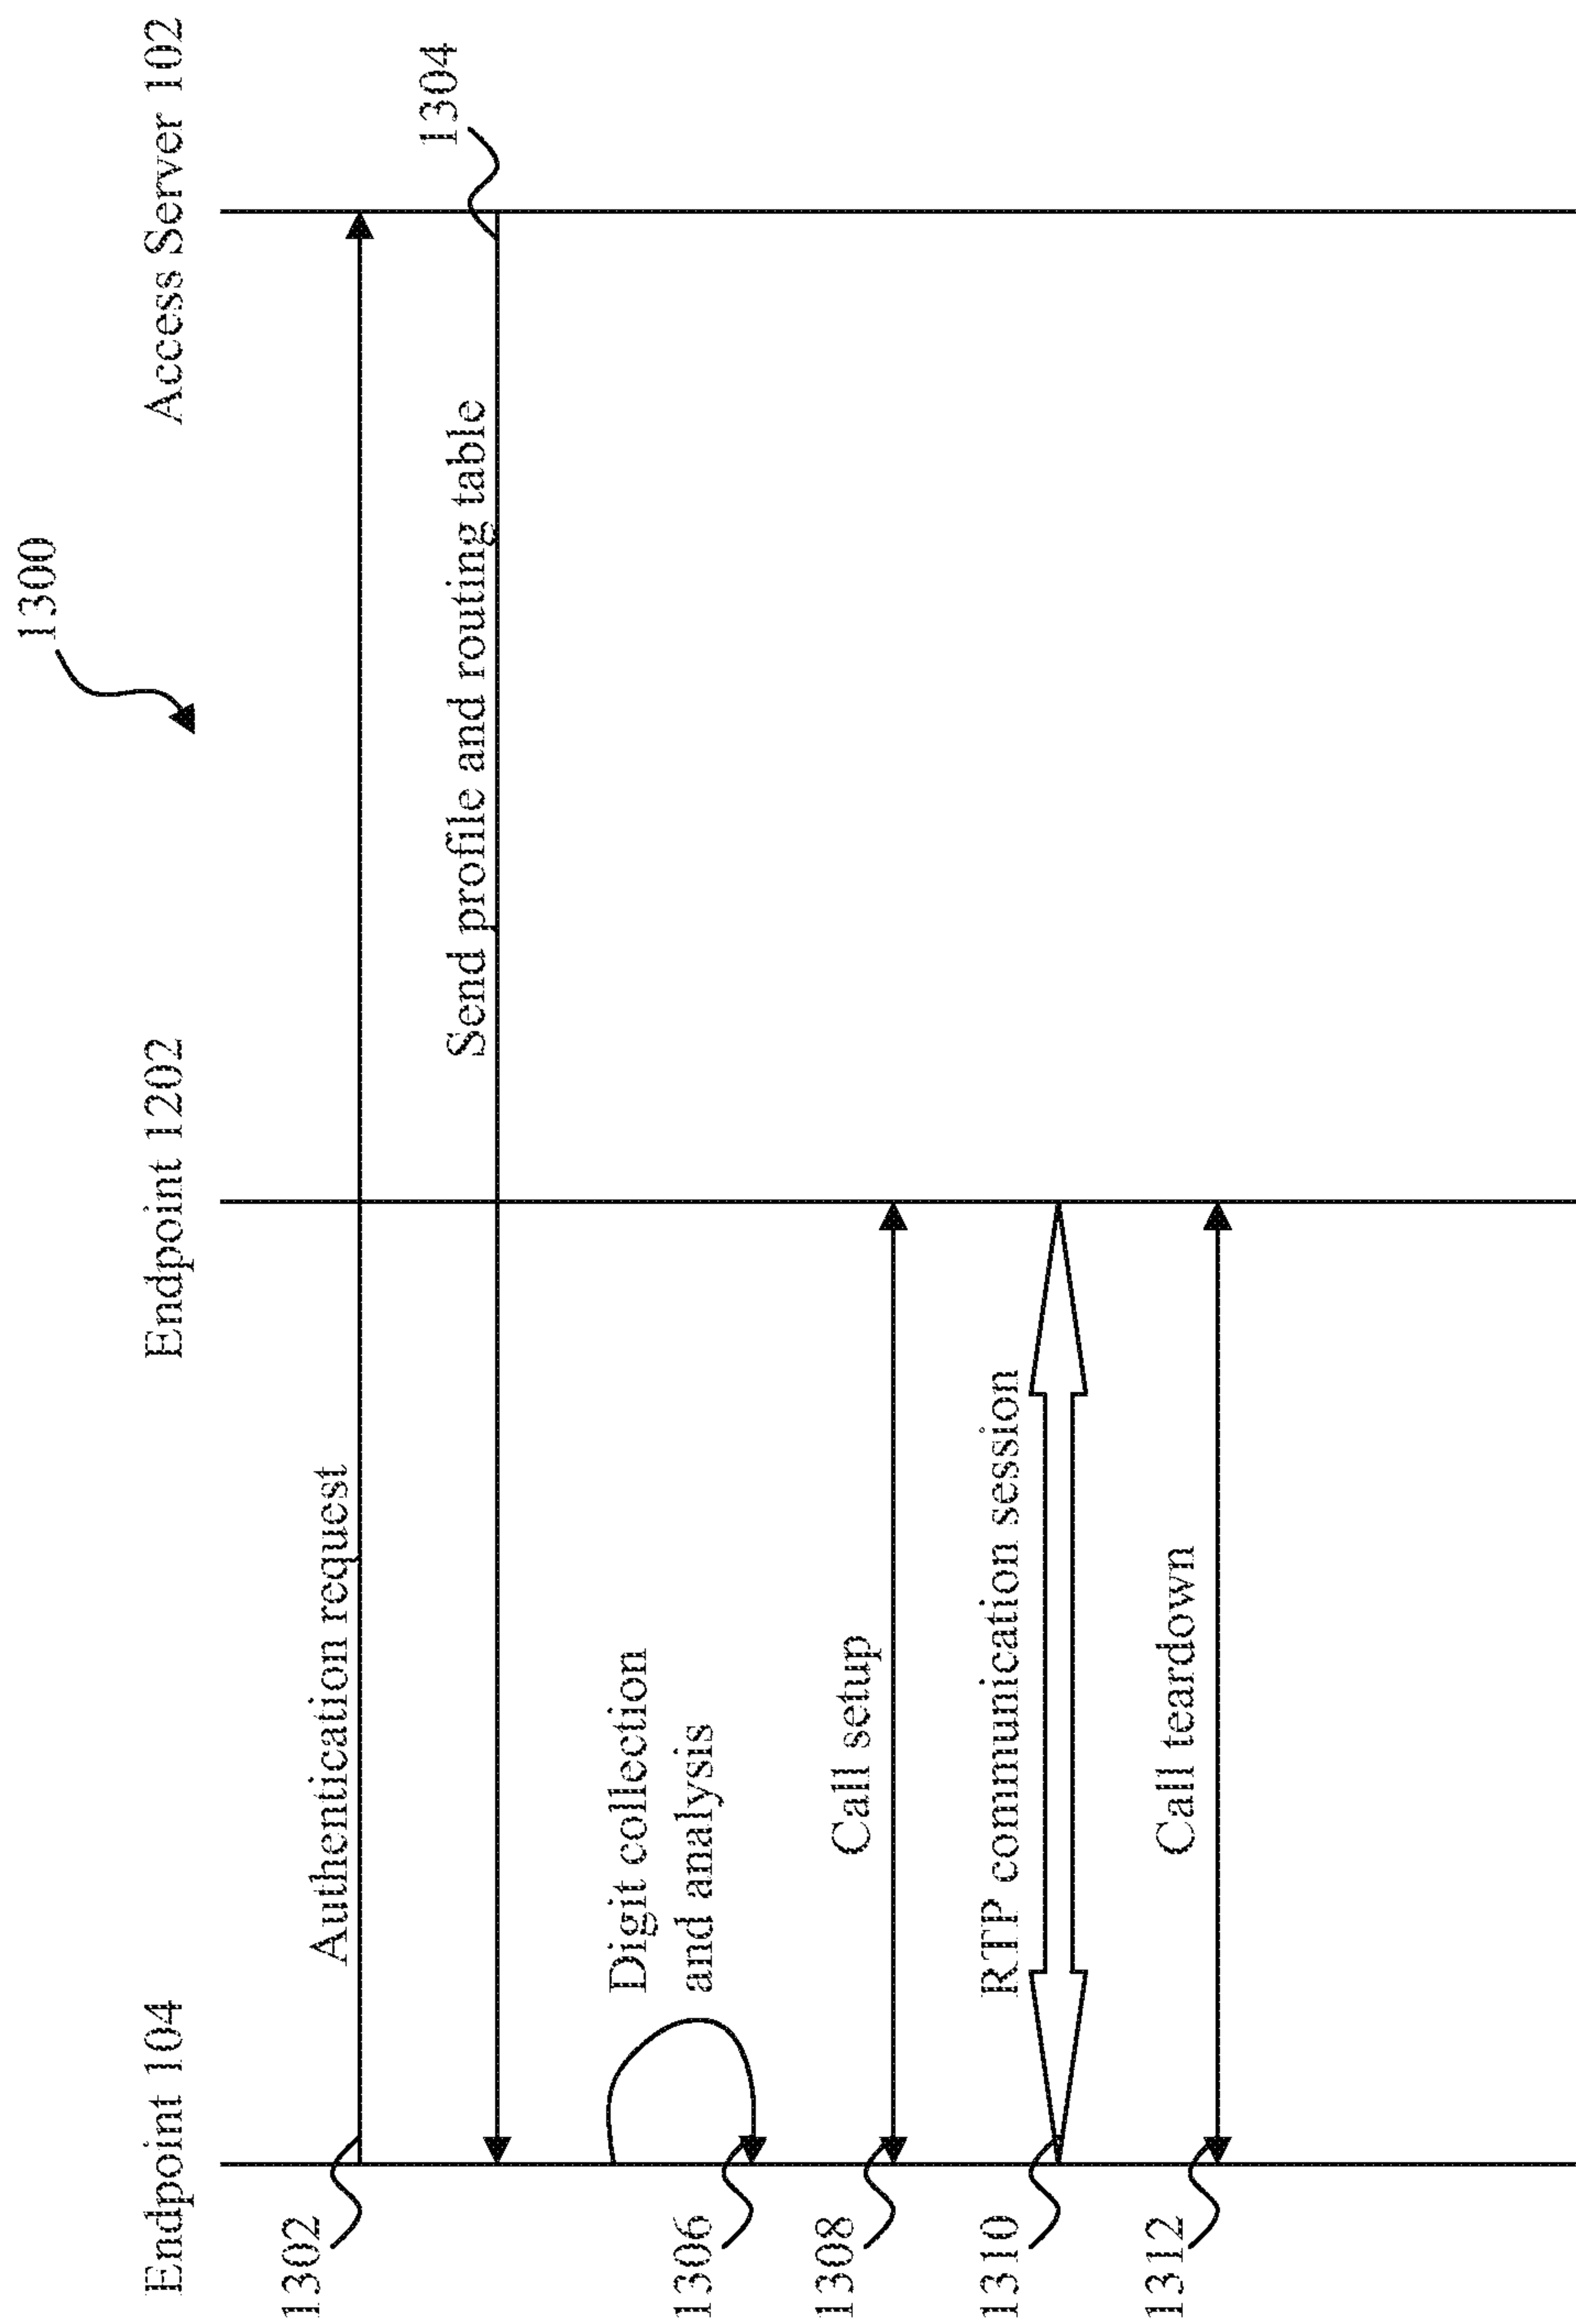 1300
Endpoint 104
Endpoint 1202
Access Server 102
1302
Authentication request
1304
Send profile and routing table
Digit collection
and analysis
1306
Call setup
1308
RTP communication session
1310
Call teardown
1312